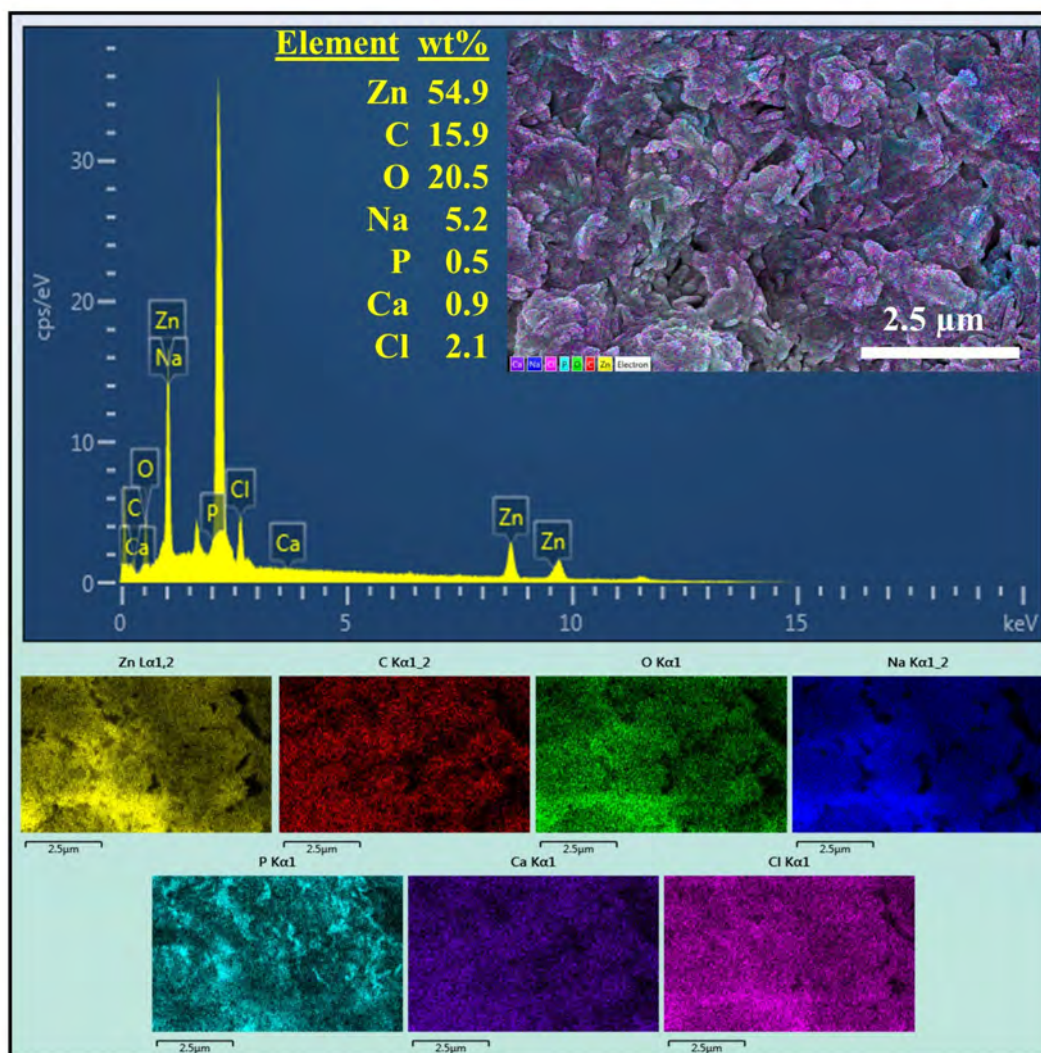 Element wt%
Zn 54.9
C 15.9
O 20.5
Na 5.2
P 0.5
Ca 0.9
Cl 2.1
2.5 µm
Ca Na Cl P O C Zn Electron
30
20
10
0
cps/eV
Zn
Na
O
C
Ca
P
Cl
Ca
Zn
Zn
0 5 10 15 keV
Zn Lα1,2 C Kα1_2 O Kα1 Na Kα1_2
2.5µm 2.5µm 2.5µm 2.5µm
P Kα1 Ca Kα1 Cl Kα1
2.5µm 2.5µm 2.5µm